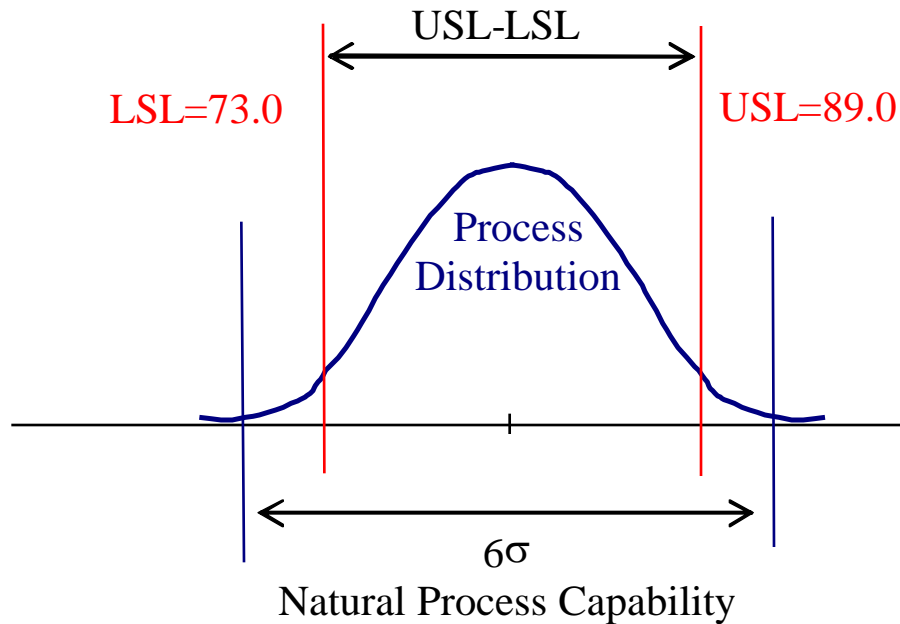 USL-LSL
LSL=73.0
USL=89.0
Process
Distribution
6σ
Natural Process Capability